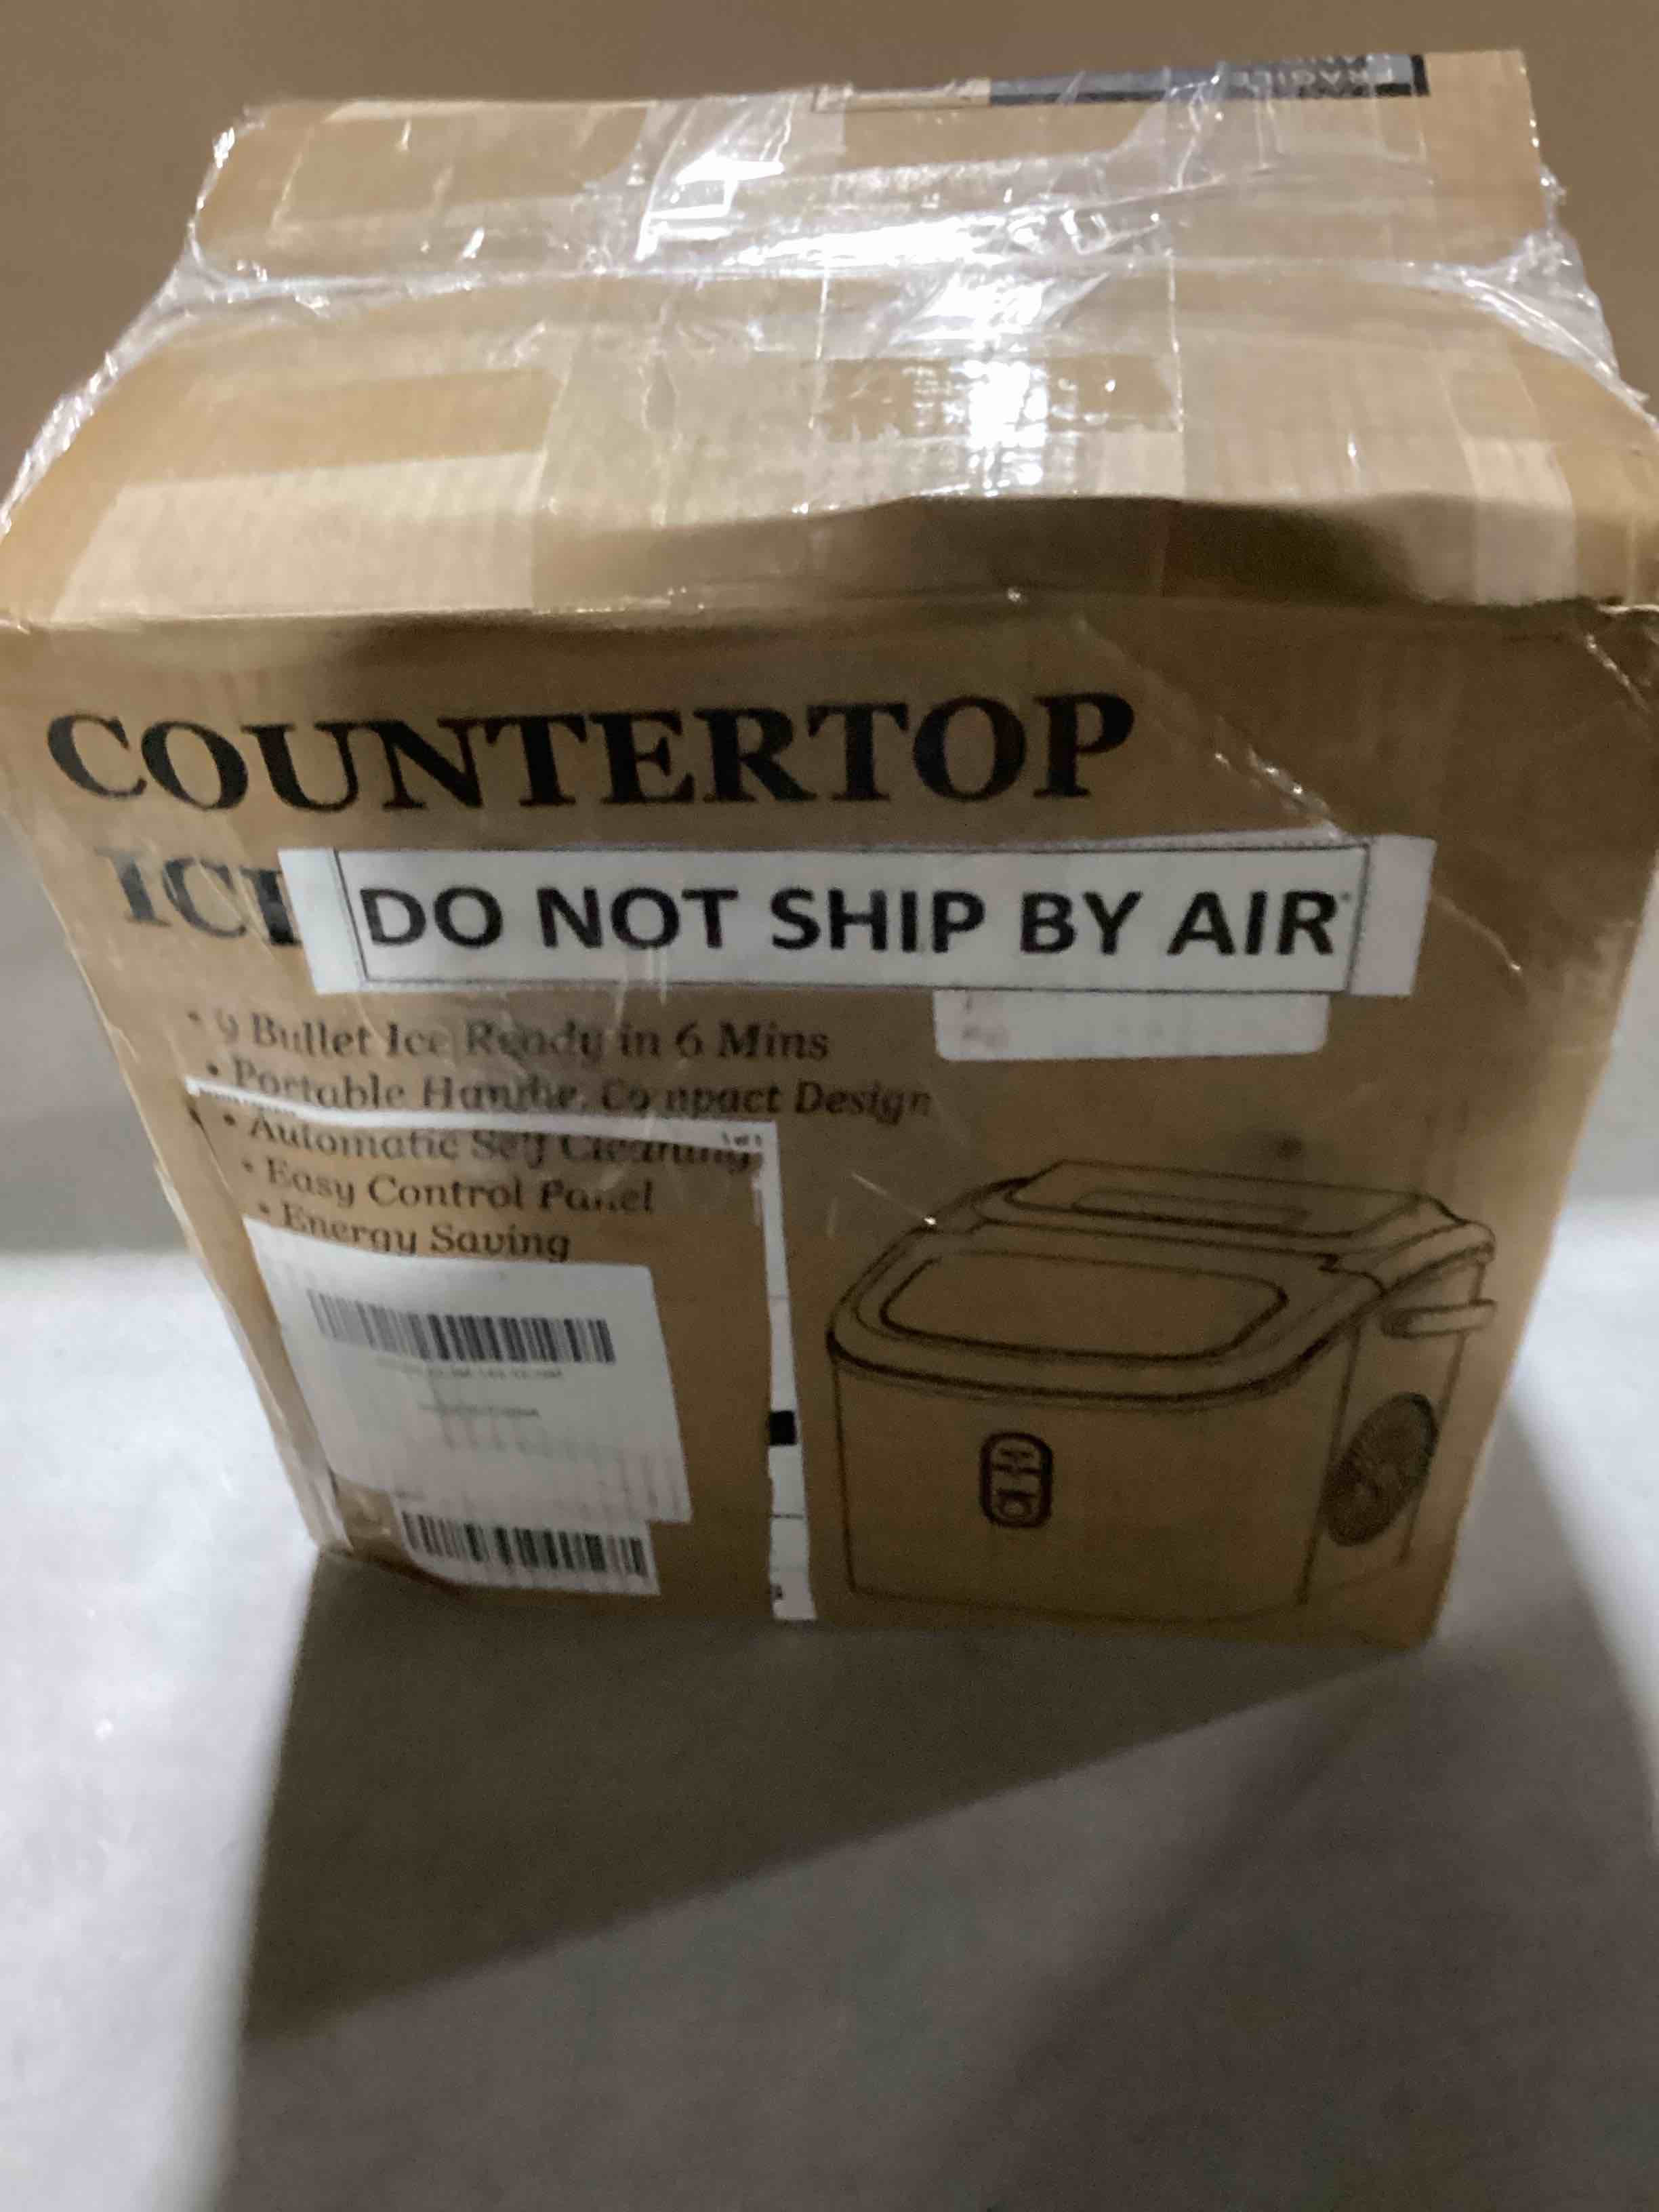 FRAGILE
COUNTERTOP
ICE
DO NOT SHIP BY AIR
• 9 Bullet Ice Ready in 6 Mins
• Portable Handle, Compact Design
• Automatic Self Cleaning
• Easy Control Panel
• Energy Saving